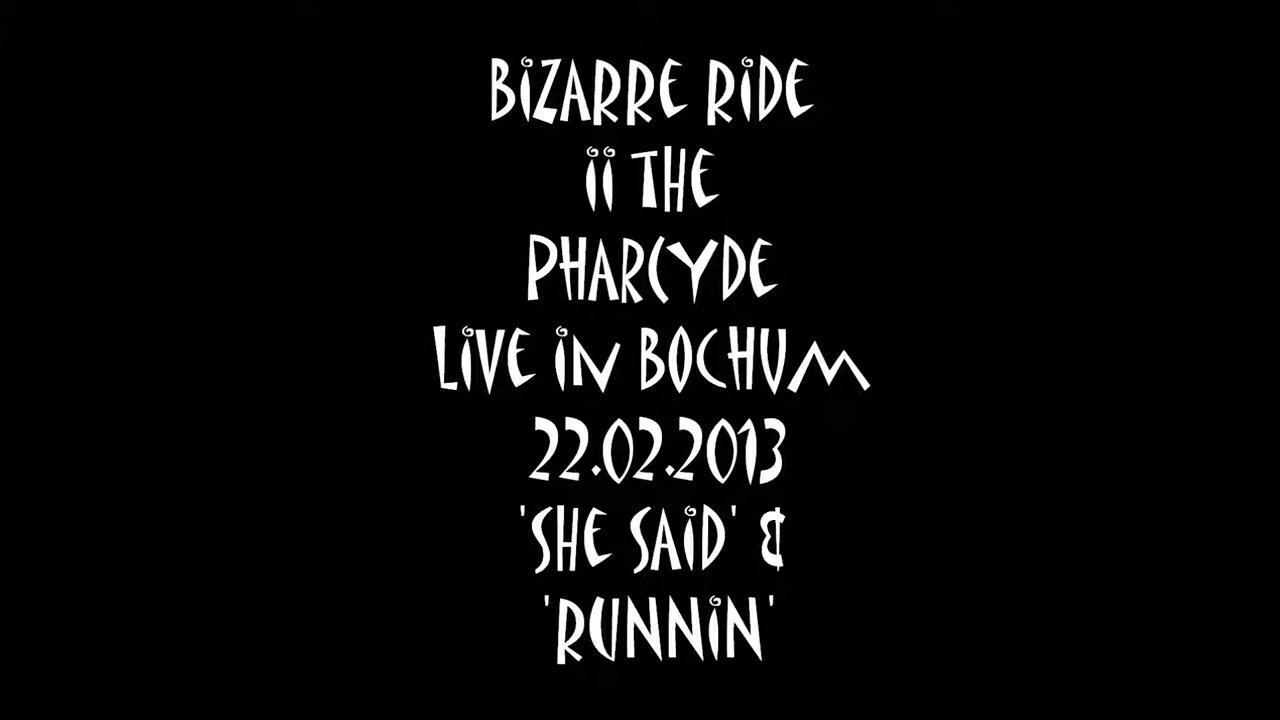 BIZARRE RIDE
II THE
PHARCYDE
LIVE IN BOCHUM
22.02.2013
'SHE SAID' &
'RUNNIN'